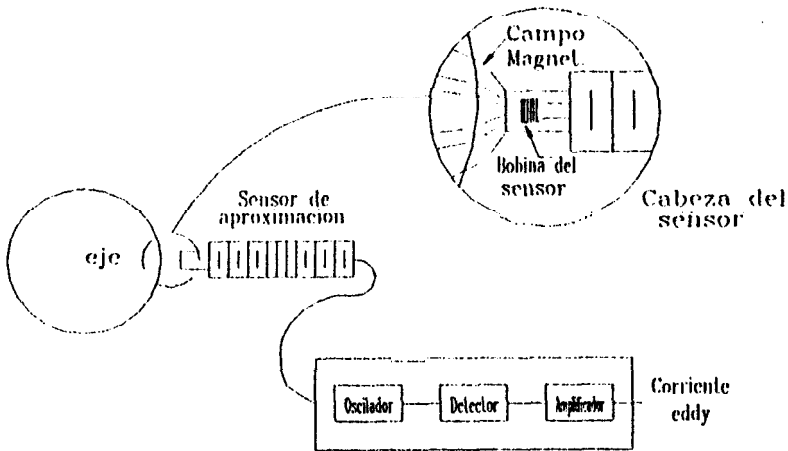 Campo
Magnet.
Bobina del
sensor
Cabeza del
sensor
Sensor de
aproximacion
eje
Oscilador
Detector
Amplificador
Corriente
eddy